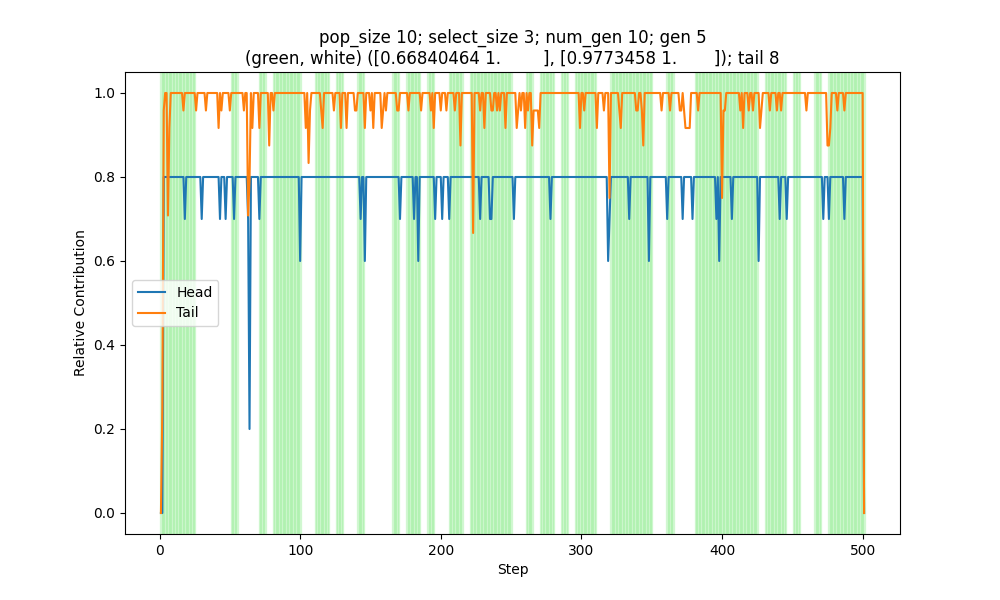 pop_size 10; select_size 3; num_gen 10; gen 5
(green, white) ([0.66840464 1.        ], [0.9773458 1.       ]); tail 8
1.0
0.8
0.6
0.4
0.2
0.0
Relative Contribution
Head
Tail
0
100
200
300
400
500
Step